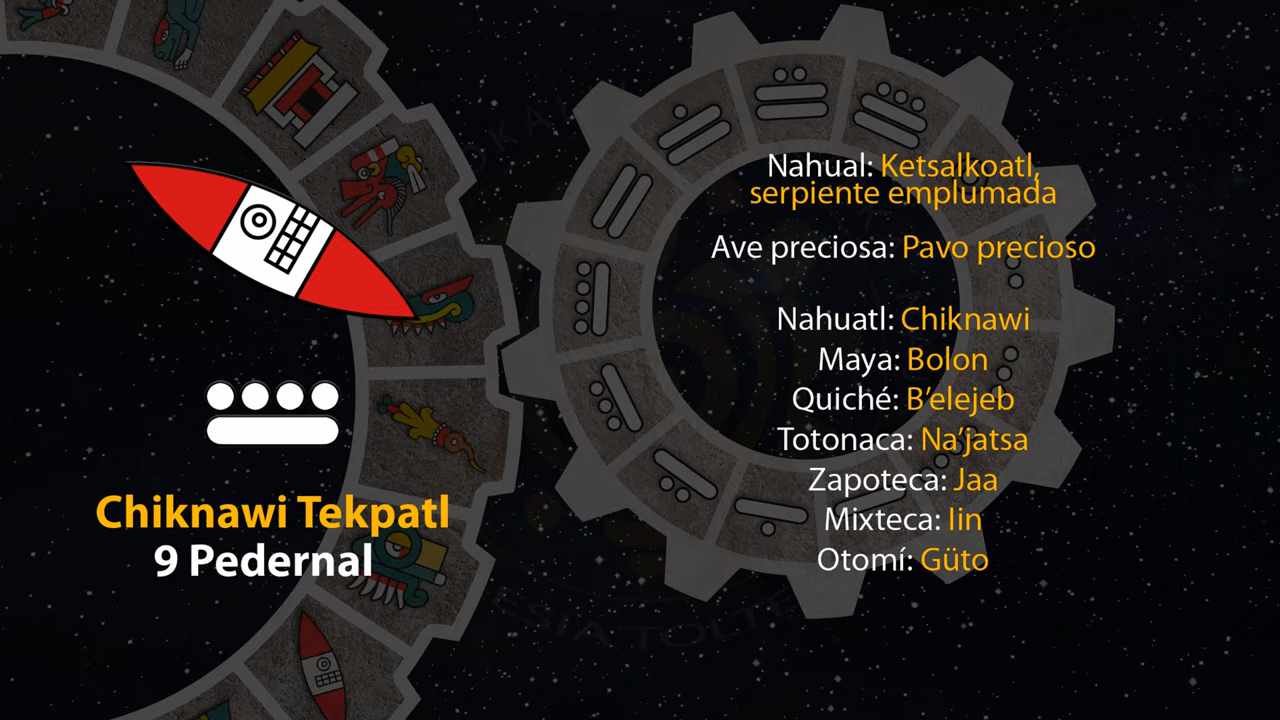 Chiknawi Tekpatl
9 Pedernal
Nahual: Ketsalkoatl,
serpiente emplumada
Ave preciosa: Pavo precioso
Nahuatl: Chiknawi
Maya: Bolon
Quiché: B’elejeb
Totonaca: Na’jatsa
Zapoteca: Jaa
Mixteca: Iin
Otomí: Güto